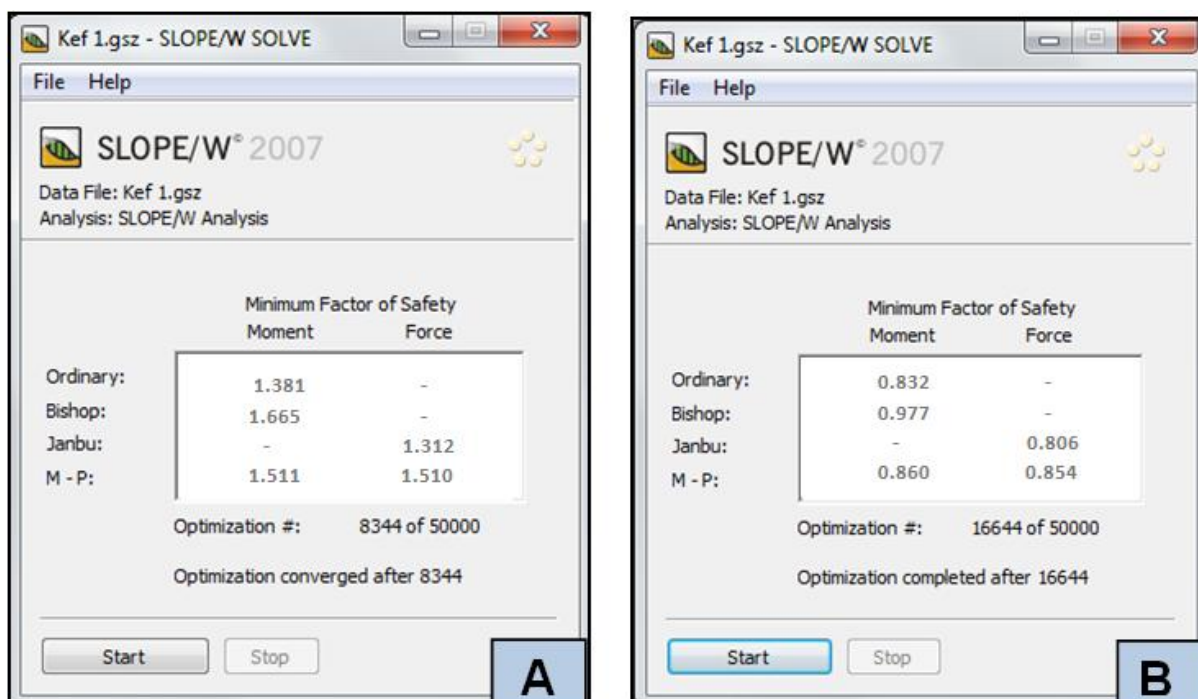 Kef 1.gsz - SLOPE/W SOLVE
File Help
SLOPE/W© 2007
Data File: Kef 1.gsz
Analysis: SLOPE/W Analysis
Minimum Factor of Safety
Moment Force
Ordinary: 1.381 -
Bishop: 1.665 -
Janbu: - 1.312
M - P: 1.511 1.510
Optimization #: 8344 of 50000
Optimization converged after 8344
Start Stop
A
Kef 1.gsz - SLOPE/W SOLVE
File Help
SLOPE/W© 2007
Data File: Kef 1.gsz
Analysis: SLOPE/W Analysis
Minimum Factor of Safety
Moment Force
Ordinary: 0.832 -
Bishop: 0.977 -
Janbu: - 0.806
M - P: 0.860 0.854
Optimization #: 16644 of 50000
Optimization completed after 16644
Start Stop
B